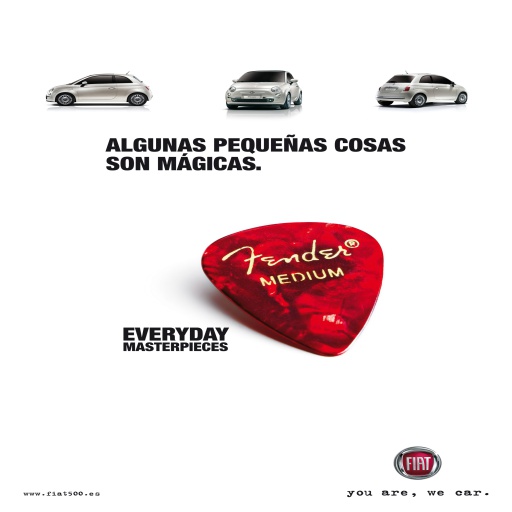 ALGUNAS PEQUEÑAS COSAS
SON MÁGICAS.
Fender®
MEDIUM
EVERYDAY
MASTERPIECES
FIAT
www.fiat500.es
you are, we car.